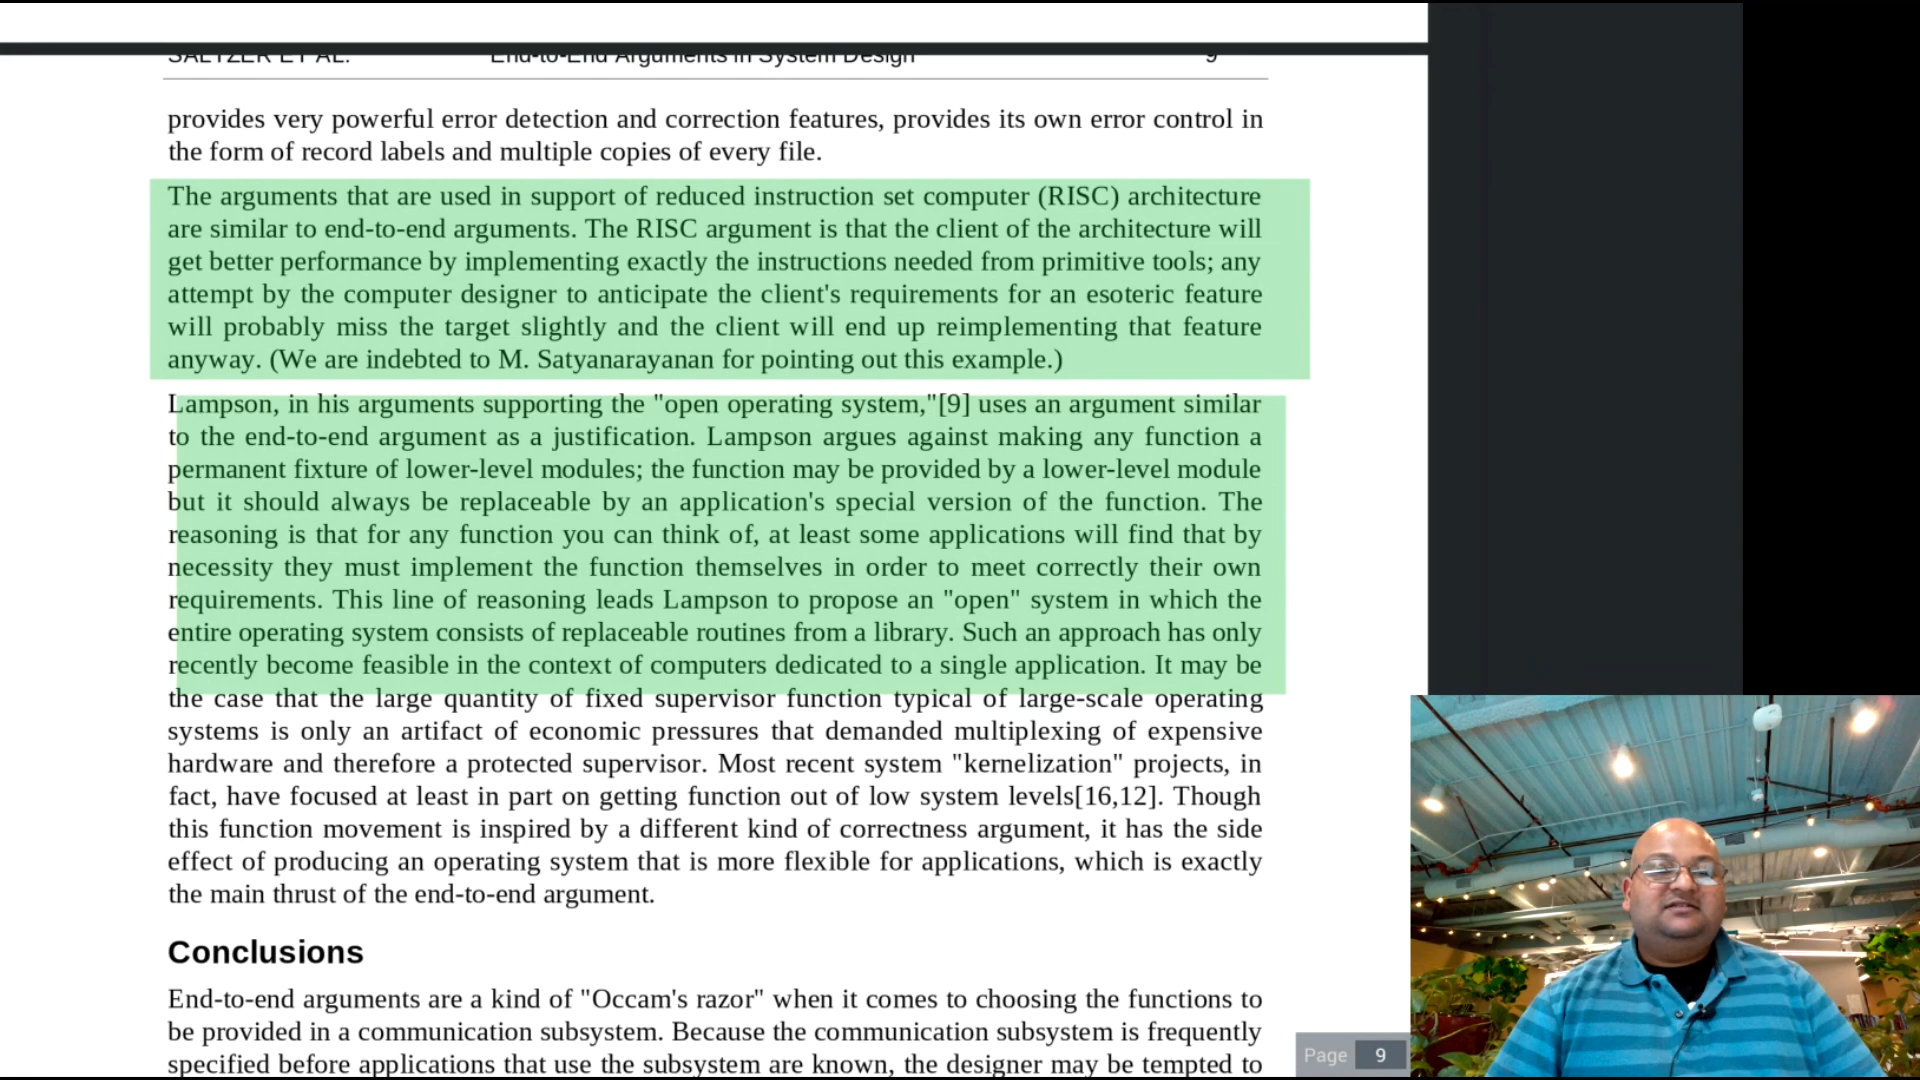 SALTZER ET AL. End-to-End Arguments in System Design 9
provides very powerful error detection and correction features, provides its own error control in
the form of record labels and multiple copies of every file.
The arguments that are used in support of reduced instruction set computer (RISC) architecture
are similar to end-to-end arguments. The RISC argument is that the client of the architecture will
get better performance by implementing exactly the instructions needed from primitive tools; any
attempt by the computer designer to anticipate the client's requirements for an esoteric feature
will probably miss the target slightly and the client will end up reimplementing that feature
anyway. (We are indebted to M. Satyanarayanan for pointing out this example.)
Lampson, in his arguments supporting the "open operating system,"[9] uses an argument similar
to the end-to-end argument as a justification. Lampson argues against making any function a
permanent fixture of lower-level modules; the function may be provided by a lower-level module
but it should always be replaceable by an application's special version of the function. The
reasoning is that for any function you can think of, at least some applications will find that by
necessity they must implement the function themselves in order to meet correctly their own
requirements. This line of reasoning leads Lampson to propose an "open" system in which the
entire operating system consists of replaceable routines from a library. Such an approach has only
recently become feasible in the context of computers dedicated to a single application. It may be
the case that the large quantity of fixed supervisor function typical of large-scale operating
systems is only an artifact of economic pressures that demanded multiplexing of expensive
hardware and therefore a protected supervisor. Most recent system "kernelization" projects, in
fact, have focused at least in part on getting function out of low system levels[16,12]. Though
this function movement is inspired by a different kind of correctness argument, it has the side
effect of producing an operating system that is more flexible for applications, which is exactly
the main thrust of the end-to-end argument.
Conclusions
End-to-end arguments are a kind of "Occam's razor" when it comes to choosing the functions to
be provided in a communication subsystem. Because the communication subsystem is frequently
specified before applications that use the subsystem are known, the designer may be tempted to
Page 9